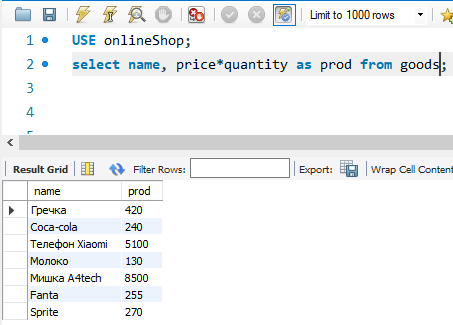 Limit to 1000 rows
1 USE onlineShop;
2 select name, price*quantity as prod from goods;
3
4
5
Result Grid Filter Rows: Export: Wrap Cell Content
name prod
Гречка 420
Coca-cola 240
Телефон Xiaomi 5100
Молоко 130
Мишка A4tech 8500
Fanta 255
Sprite 270